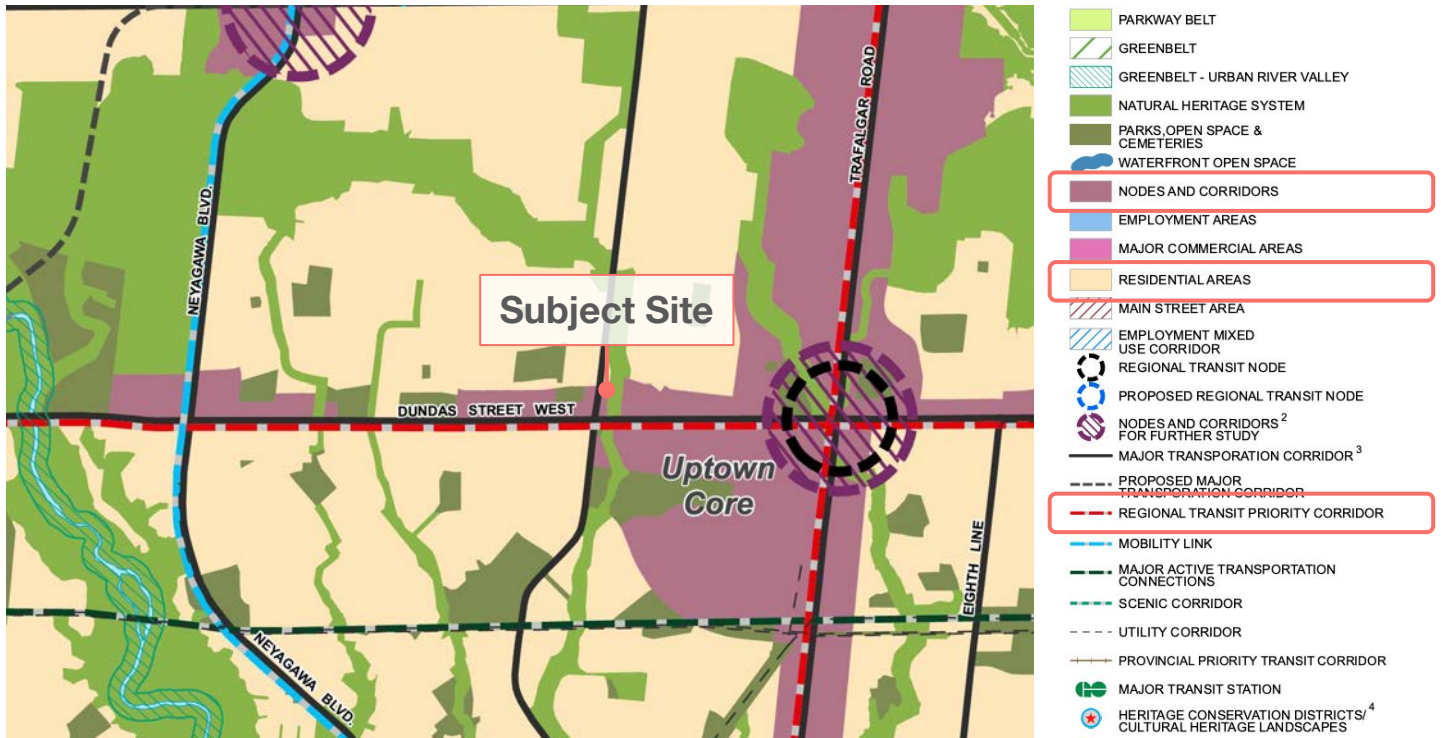 NEYAGAWA BLVD.
TRAFALGAR ROAD
Subject Site
DUNDAS STREET WEST
Uptown
Core
EIGHTH LINE
NEYAGAWA BLVD.
PARKWAY BELT
GREENBELT
GREENBELT - URBAN RIVER VALLEY
NATURAL HERITAGE SYSTEM
PARKS,OPEN SPACE &
CEMETERIES
WATERFRONT OPEN SPACE
NODES AND CORRIDORS
EMPLOYMENT AREAS
MAJOR COMMERCIAL AREAS
RESIDENTIAL AREAS
MAIN STREET AREA
EMPLOYMENT MIXED
USE CORRIDOR
REGIONAL TRANSIT NODE
PROPOSED REGIONAL TRANSIT NODE
NODES AND CORRIDORS 2
FOR FURTHER STUDY
MAJOR TRANSPORATION CORRIDOR 3
PROPOSED MAJOR
TRANSPORATION CORRIDOR
REGIONAL TRANSIT PRIORITY CORRIDOR
MOBILITY LINK
MAJOR ACTIVE TRANSPORTATION
CONNECTIONS
SCENIC CORRIDOR
UTILITY CORRIDOR
PROVINCIAL PRIORITY TRANSIT CORRIDOR
MAJOR TRANSIT STATION
HERITAGE CONSERVATION DISTRICTS/ 4
CULTURAL HERITAGE LANDSCAPES